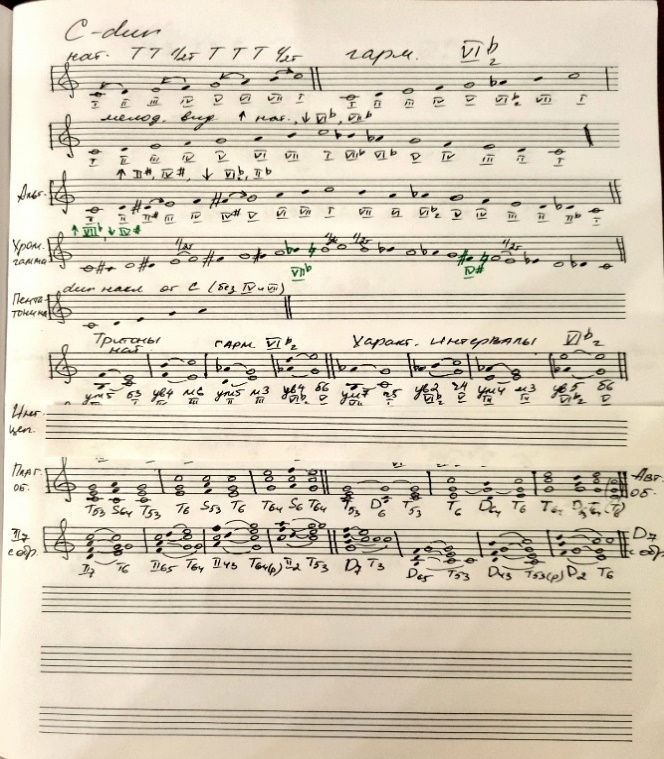 C-dur
нат. Т Т 1/2т Т Т Т 1/2т гарм. VI♭2
I II III IV V VI VII I I II III IV V VI♭2 VII I
мелод. вид ↑ нат., ↓ VI♭, VII♭
I II III IV V VI VII I VII♭ VI♭ V IV III II I
↑ II#, IV#, ↓ VI♭2, II♭
Альт.
I II II# III IV IV# V VI VII I VII VI VI♭2 V IV III II II♭ I
↑ VII♭, ↓ IV#
Хром. гамма
1/2т 1/2т 1/2т
VII♭ IV#
dur накл от C (без IV и VII)
Пента-
тоника
Тритоны нат. гарм. VI♭2 Характ. интервалы VI♭2
ум5 б3 ув4 м6 ум5 м3 ув4 б6 ум7 ч5 ув2 ч4 ум4 м3 ув5 б6
Инт.
цеп.
Плаг.
об.
Авт.
об.
T53 S64 T53 T6 S53 T6 T64 S6 T64 T53 D6 T53 T6 D64 T6 T64
II7
обр.
D7
обр.
II7 T6 II65 T64 II43 T64(р) II2 T53 D7 T3 D65 T53 D43 T53(р) D2 T6